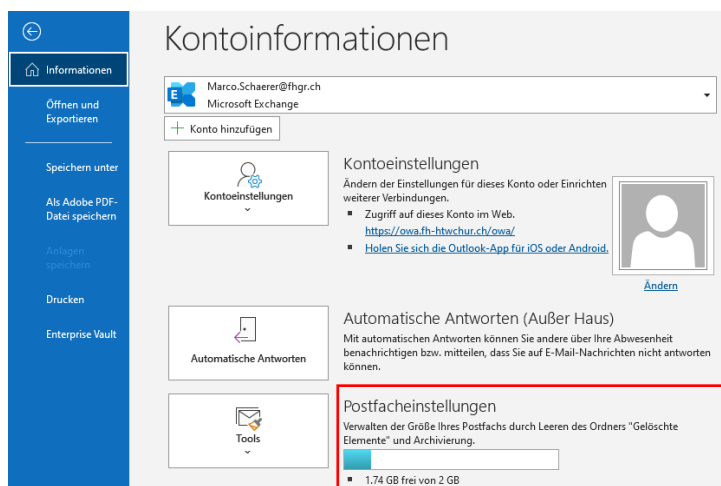 Kontoinformationen
Informationen
Öffnen und
Exportieren
Speichern unter
Als Adobe PDF-
Datei speichern
Anlagen
speichern
Drucken
Enterprise Vault
E
Marco.Schaerer@fhgr.ch
Microsoft Exchange
Konto hinzufügen
Kontoeinstellungen
Kontoeinstellungen
Ändern der Einstellungen für dieses Konto oder Einrichten
weiterer Verbindungen.
Zugriff auf dieses Konto im Web.
https://owa.fh-htwchur.ch/owa/
Holen Sie sich die Outlook-App für iOS oder Android.
Ändern
Automatische Antworten
Automatische Antworten (Außer Haus)
Mit automatischen Antworten können Sie andere über Ihre Abwesenheit
benachrichtigen bzw. mitteilen, dass Sie auf E-Mail-Nachrichten nicht antworten
können.
Tools
Postfacheinstellungen
Verwalten der Größe Ihres Postfachs durch Leeren des Ordners "Gelöschte
Elemente" und Archivierung.
1.74 GB frei von 2 GB